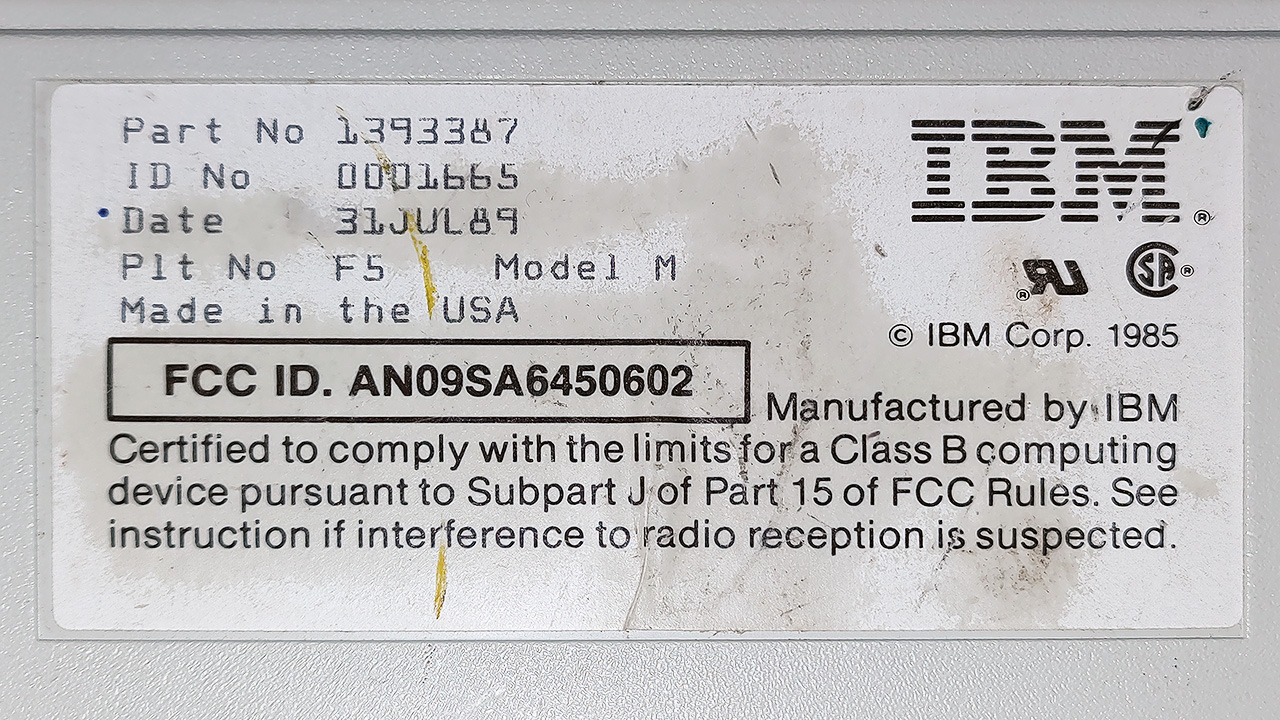 Part No 1393387
ID No 0001665
Date 31JUL89
Plt No F5 Model M
Made in the USA
IBM ®
®UR SA ®
© IBM Corp. 1985
FCC ID. AN09SA6450602
Manufactured by IBM
Certified to comply with the limits for a Class B computing
device pursuant to Subpart J of Part 15 of FCC Rules. See
instruction if interference to radio reception is suspected.